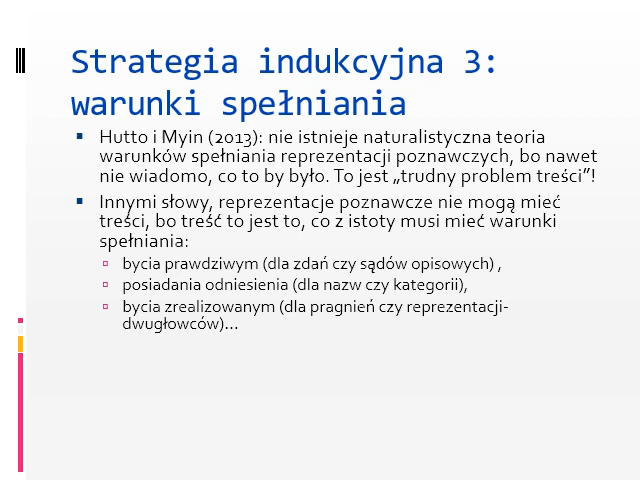 Strategia indukcyjna 3:
warunki spełniania
Hutto i Myin (2013): nie istnieje naturalistyczna teoria
warunków spełniania reprezentacji poznawczych, bo nawet
nie wiadomo, co to by było. To jest „trudny problem treści”!
Innymi słowy, reprezentacje poznawcze nie mogą mieć
treści, bo treść to jest to, co z istoty musi mieć warunki
spełniania:
bycia prawdziwym (dla zdań czy sądów opisowych) ,
posiadania odniesienia (dla nazw czy kategorii),
bycia zrealizowanym (dla pragnień czy reprezentacji-
dwugłowców)...